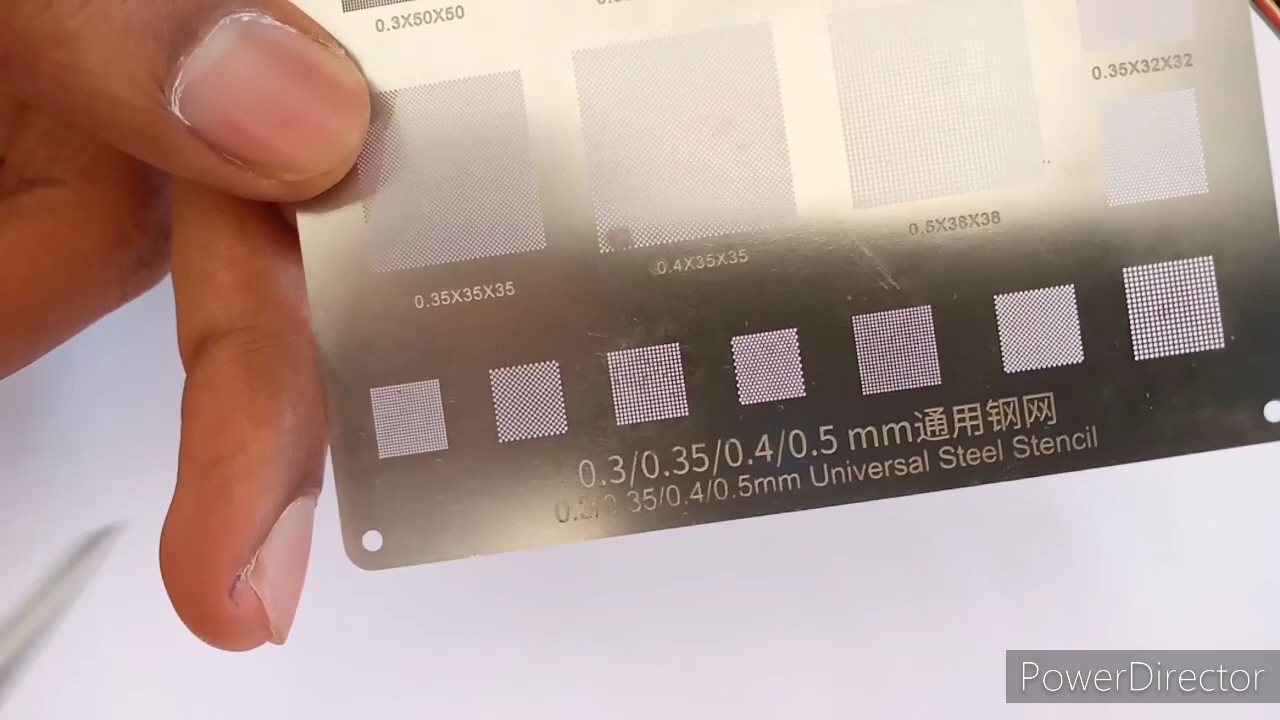 0.3X50X50
0.35X32X32
0.5X38X38
0.4X35X35
0.35X35X35
0.3/0.35/0.4/0.5 mm通用钢网
0.3/0.35/0.4/0.5mm Universal Steel Stencil
PowerDirector